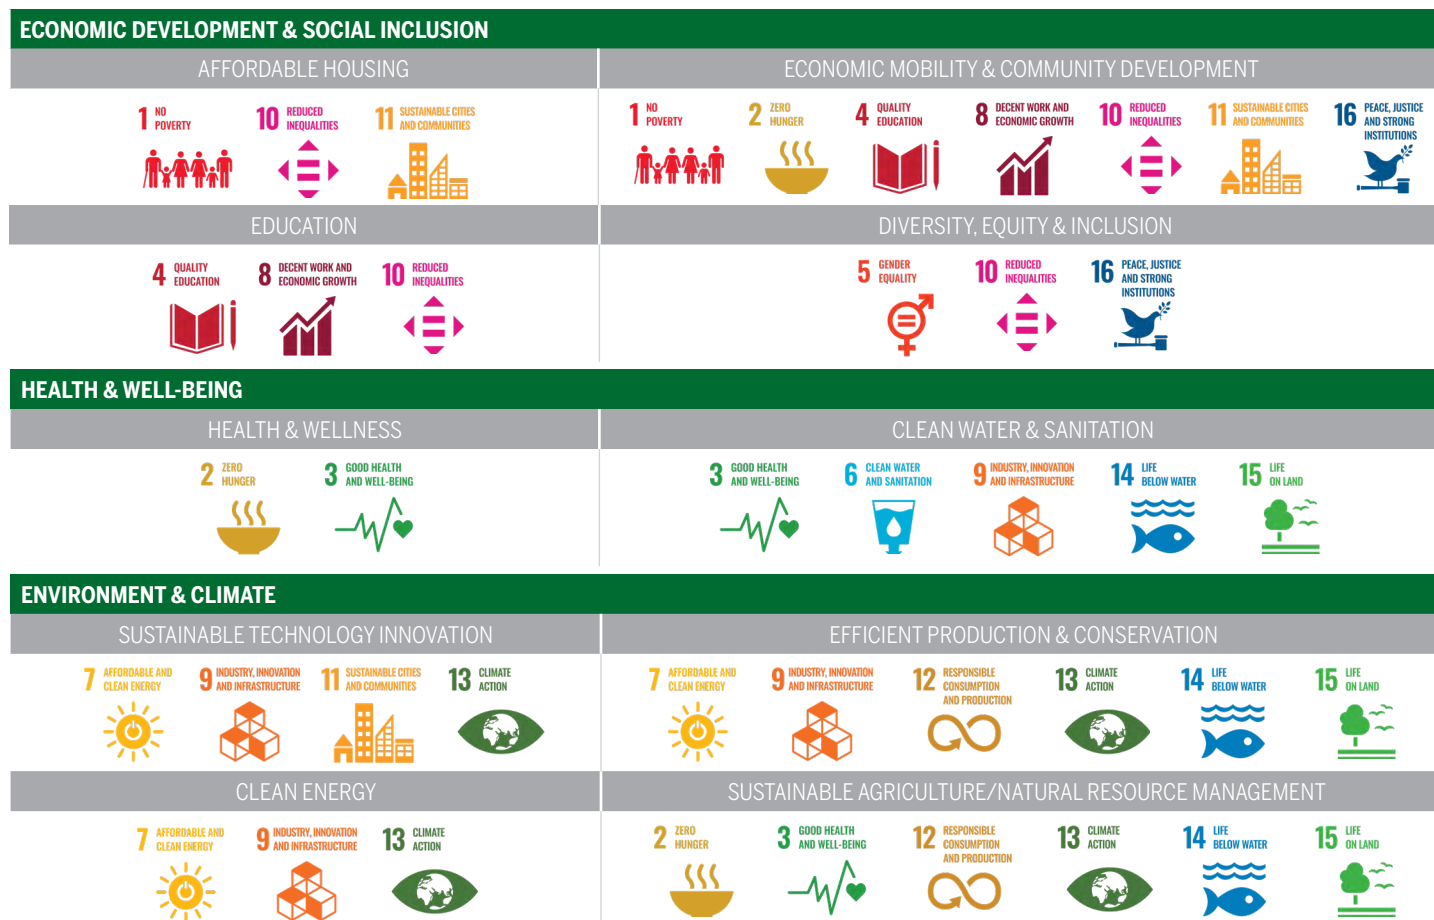 ECONOMIC DEVELOPMENT & SOCIAL INCLUSION
AFFORDABLE HOUSING
1 NO
POVERTY
10 REDUCED
INEQUALITIES
11 SUSTAINABLE CITIES
AND COMMUNITIES
ECONOMIC MOBILITY & COMMUNITY DEVELOPMENT
1 NO
POVERTY
2 ZERO
HUNGER
4 QUALITY
EDUCATION
8 DECENT WORK AND
ECONOMIC GROWTH
10 REDUCED
INEQUALITIES
11 SUSTAINABLE CITIES
AND COMMUNITIES
16 PEACE, JUSTICE
AND STRONG
INSTITUTIONS
EDUCATION
4 QUALITY
EDUCATION
8 DECENT WORK AND
ECONOMIC GROWTH
10 REDUCED
INEQUALITIES
DIVERSITY, EQUITY & INCLUSION
5 GENDER
EQUALITY
10 REDUCED
INEQUALITIES
16 PEACE, JUSTICE
AND STRONG
INSTITUTIONS
HEALTH & WELL-BEING
HEALTH & WELLNESS
2 ZERO
HUNGER
3 GOOD HEALTH
AND WELL-BEING
CLEAN WATER & SANITATION
3 GOOD HEALTH
AND WELL-BEING
6 CLEAN WATER
AND SANITATION
9 INDUSTRY, INNOVATION
AND INFRASTRUCTURE
14 LIFE
BELOW WATER
15 LIFE
ON LAND
ENVIRONMENT & CLIMATE
SUSTAINABLE TECHNOLOGY INNOVATION
7 AFFORDABLE AND
CLEAN ENERGY
9 INDUSTRY, INNOVATION
AND INFRASTRUCTURE
11 SUSTAINABLE CITIES
AND COMMUNITIES
13 CLIMATE
ACTION
EFFICIENT PRODUCTION & CONSERVATION
7 AFFORDABLE AND
CLEAN ENERGY
9 INDUSTRY, INNOVATION
AND INFRASTRUCTURE
12 RESPONSIBLE
CONSUMPTION
AND PRODUCTION
13 CLIMATE
ACTION
14 LIFE
BELOW WATER
15 LIFE
ON LAND
CLEAN ENERGY
7 AFFORDABLE AND
CLEAN ENERGY
9 INDUSTRY, INNOVATION
AND INFRASTRUCTURE
13 CLIMATE
ACTION
SUSTAINABLE AGRICULTURE/NATURAL RESOURCE MANAGEMENT
2 ZERO
HUNGER
3 GOOD HEALTH
AND WELL-BEING
12 RESPONSIBLE
CONSUMPTION
AND PRODUCTION
13 CLIMATE
ACTION
14 LIFE
BELOW WATER
15 LIFE
ON LAND